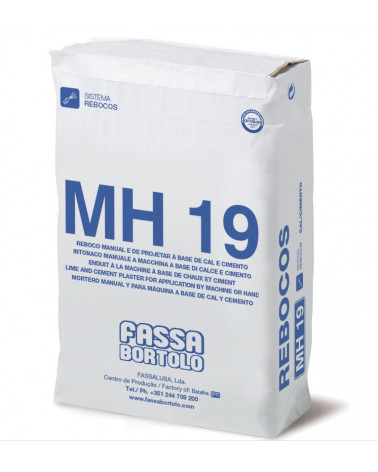 SISTEMA
REBOCOS
MH 19
REBOCO MANUAL E DE PROJETAR À BASE DE CAL E CIMENTO
INTONACO MANUALE A MACCHINA A BASE DI CALCE E CIMENTO
ENDUIT À LA MACHINE À BASE DE CHAUX ET CIMENT
LIME AND CEMENT PLASTER FOR APPLICATION BY MACHINE OR HAND
MORTERO MANUAL Y PARA MÁQUINA A BASE DE CAL Y CEMENTO
FASSA
BORTOLO
FASSALUSA, Lda.
Centro de Produção / Factory of: Batalha
Tel./ Ph. +351 244 709 200
www.fassabortolo.com
REBOCOS
MH 19
CAL/CIMENTO